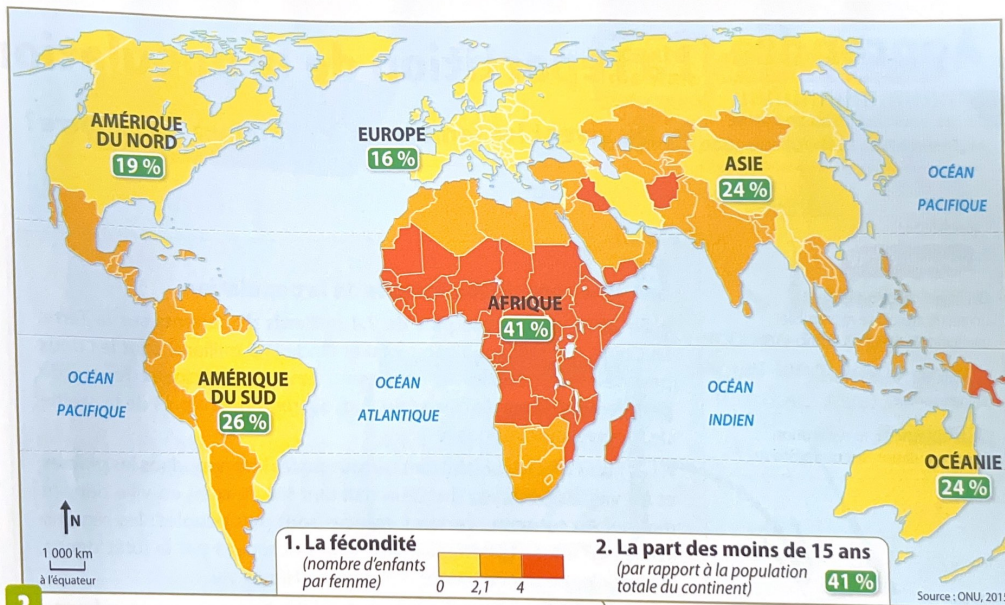 AMÉRIQUE
DU NORD
19 %
EUROPE
16 %
ASIE
24 %
OCÉAN
PACIFIQUE
AFRIQUE
41 %
OCÉAN
PACIFIQUE
AMÉRIQUE
DU SUD
26 %
OCÉAN
ATLANTIQUE
OCÉAN
INDIEN
OCÉANIE
24 %
N
1 000 km
à l'équateur
1. La fécondité
(nombre d'enfants
par femme)
0 2,1 4
2. La part des moins de 15 ans
(par rapport à la population
totale du continent)
41 %
Source : ONU,